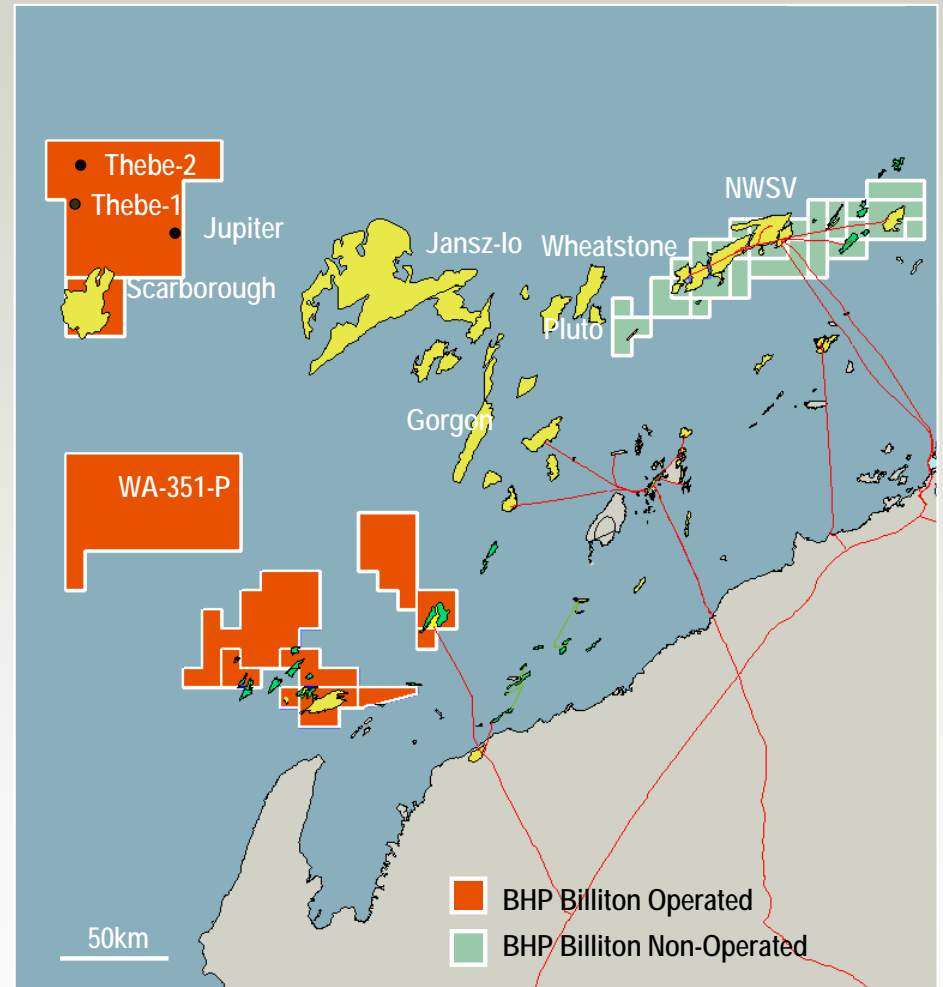 Thebe-2
Thebe-1
Jupiter
Scarborough
Jansz-Io
Wheatstone
NWSV
Pluto
Gorgon
WA-351-P
BHP Billiton Operated
BHP Billiton Non-Operated
50km